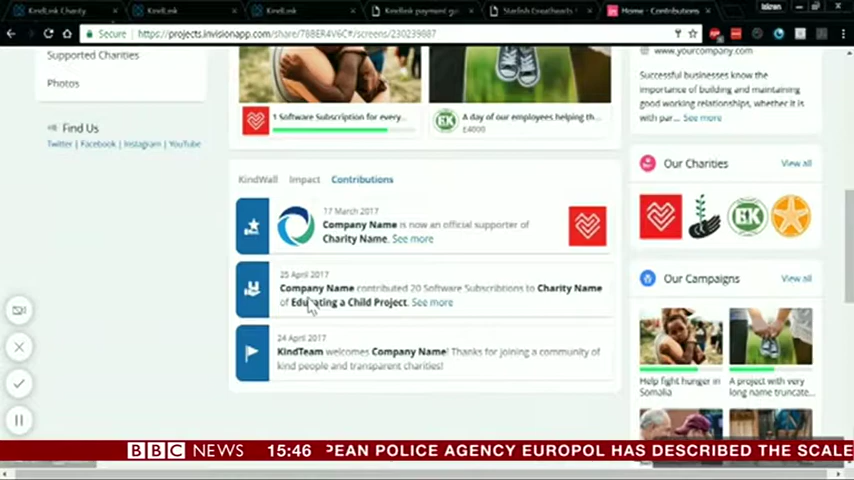 KindLink Charity
KindLink
KindLink
Kindlink payment
Starfish Greathearts
Home - Contributions
Secure
https://projects.invisionapp.com/share/78BER4V6C#/screens/230239087
Supported Charities
Photos
Find Us
Twitter | Facebook | Instagram | YouTube
1 Software Subscription for every...
A day of our employees helping th...
£4000
KindWall Impact Contributions
17 March 2017
Company Name is now an official supporter of
Charity Name. See more
25 April 2017
Company Name contributed 20 Software Subscribtions to Charity Name
of Educating a Child Project. See more
24 April 2017
KindTeam welcomes Company Name! Thanks for joining a community of
kind people and transparent charities!
www.yourcompany.com
Successful businesses know the
importance of building and maintaining
good working relationships, whether it is
with par... See more
Our Charities View all
БК
Our Campaigns View all
Help fight hunger in
Somalia
A project with very
long name truncate...
BBC NEWS 15:46 PEAN POLICE AGENCY EUROPOL HAS DESCRIBED THE SCALE